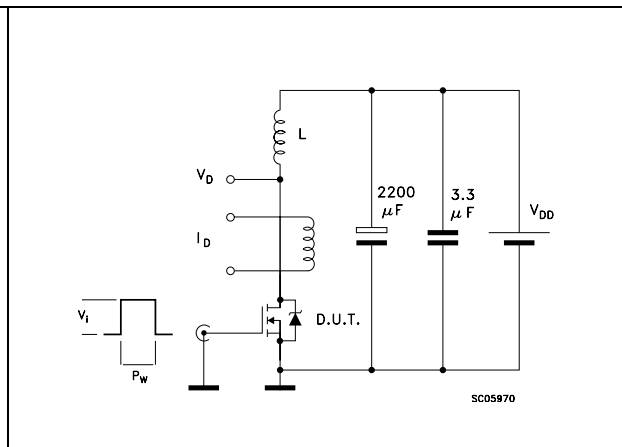 L
V_D
2200
μF
3.3
μF
V_DD
I_D
V_i
D.U.T.
P_W
SC05970